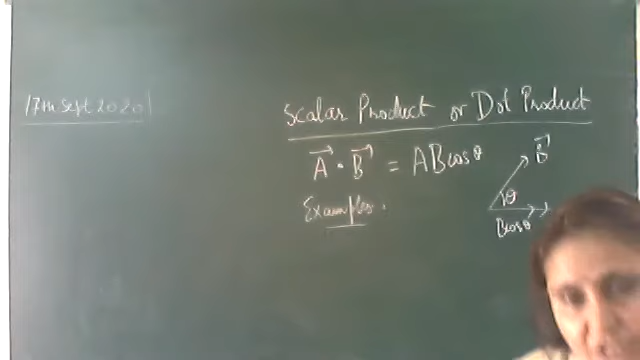 17th Sept 2020
Scalar Product or Dot Product
A⃗ · B⃗ = AB cos θ
B⃗
θ
Examples.
B cos θ